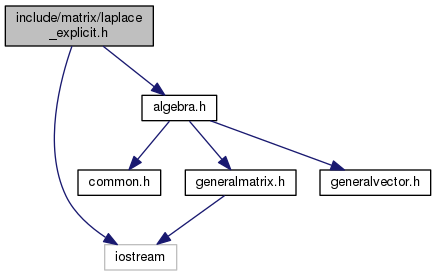 include/matrix/laplace
_explicit.h
algebra.h
common.h
generalmatrix.h
generalvector.h
iostream